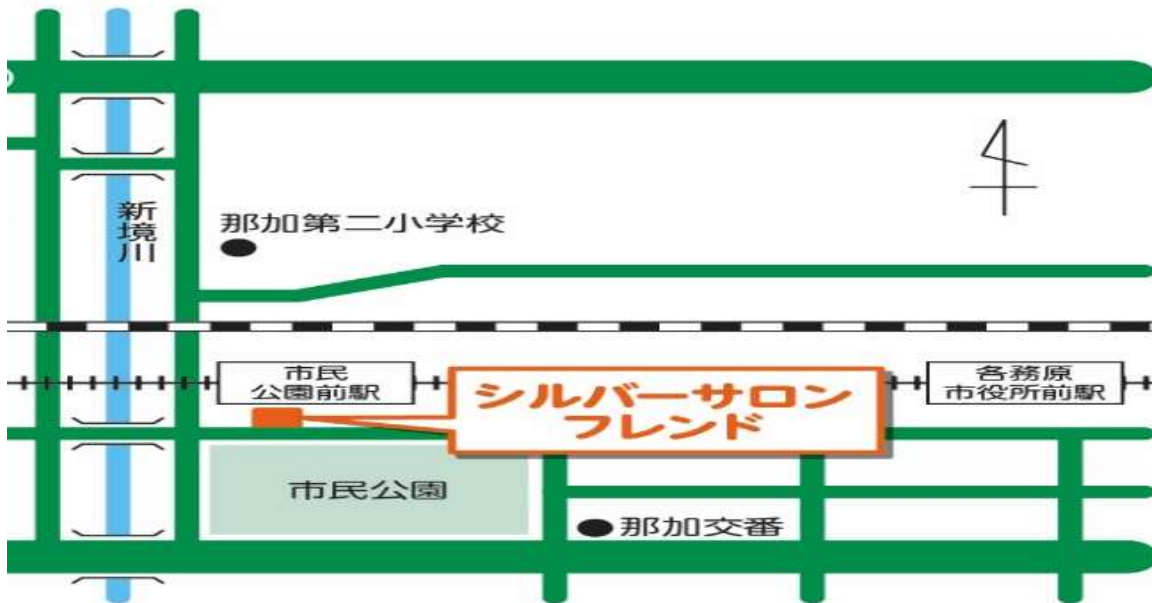 新境川
那加第二小学校
市民
公園前駅
シルバーサロン
フレンド
各務原
市役所前駅
市民公園
那加交番